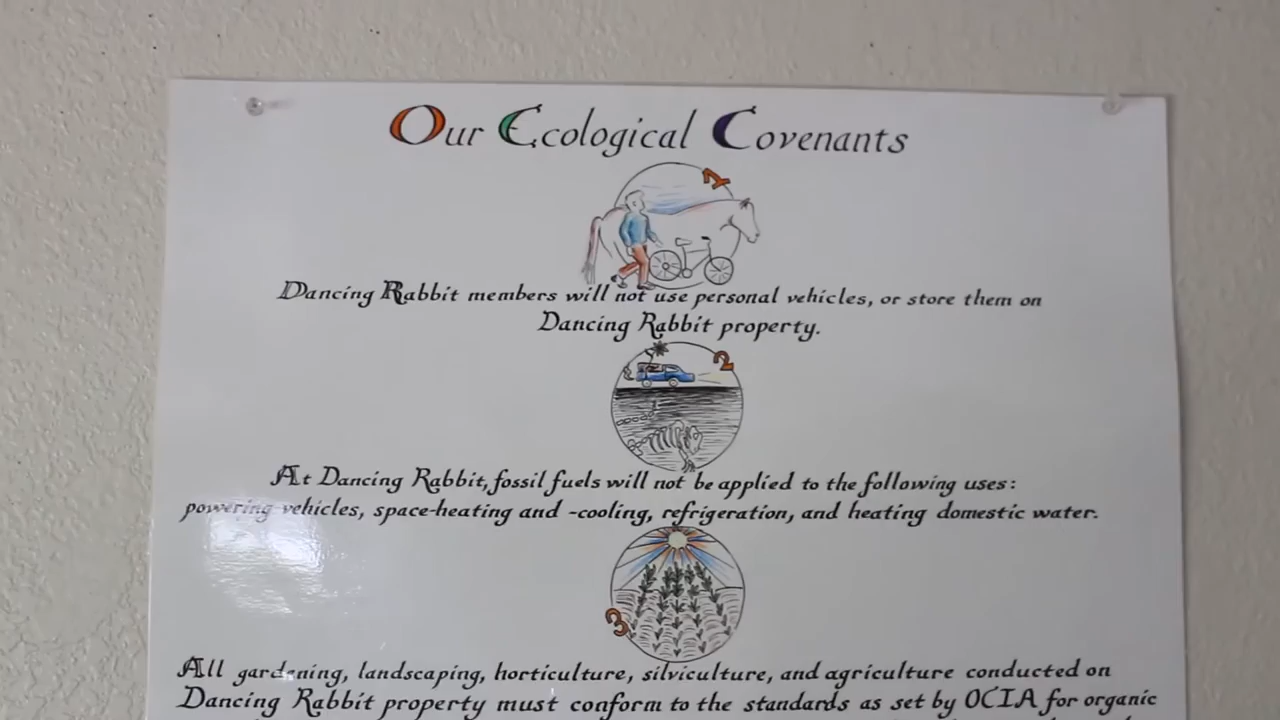 Our Ecological Covenants
1
Dancing Rabbit members will not use personal vehicles, or store them on
Dancing Rabbit property.
2
At Dancing Rabbit, fossil fuels will not be applied to the following uses:
powering vehicles, space-heating and -cooling, refrigeration, and heating domestic water.
3
All gardening, landscaping, horticulture, silviculture, and agriculture conducted on
Dancing Rabbit property must conform to the standards as set by OCIA for organic